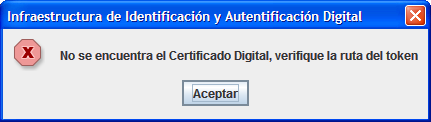 Infraestructura de Identificación y Autentificación Digital
No se encuentra el Certificado Digital, verifique la ruta del token
Aceptar